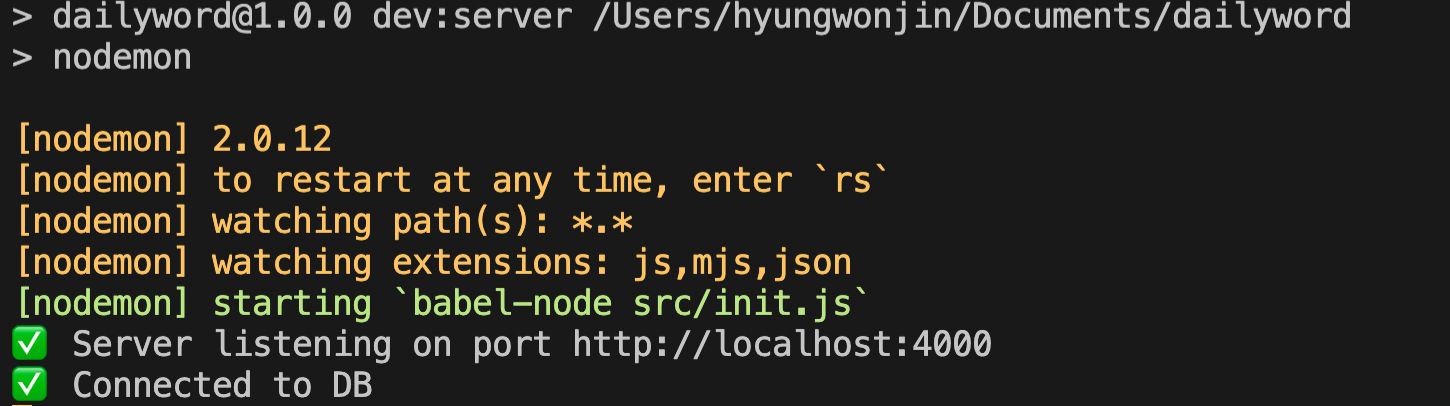 > dailyword@1.0.0 dev:server /Users/hyungwonjin/Documents/dailyword
> nodemon
[nodemon] 2.0.12
[nodemon] to restart at any time, enter `rs`
[nodemon] watching path(s): *.*
[nodemon] watching extensions: js,mjs,json
[nodemon] starting `babel-node src/init.js`
✅ Server listening on port http://localhost:4000
✅ Connected to DB